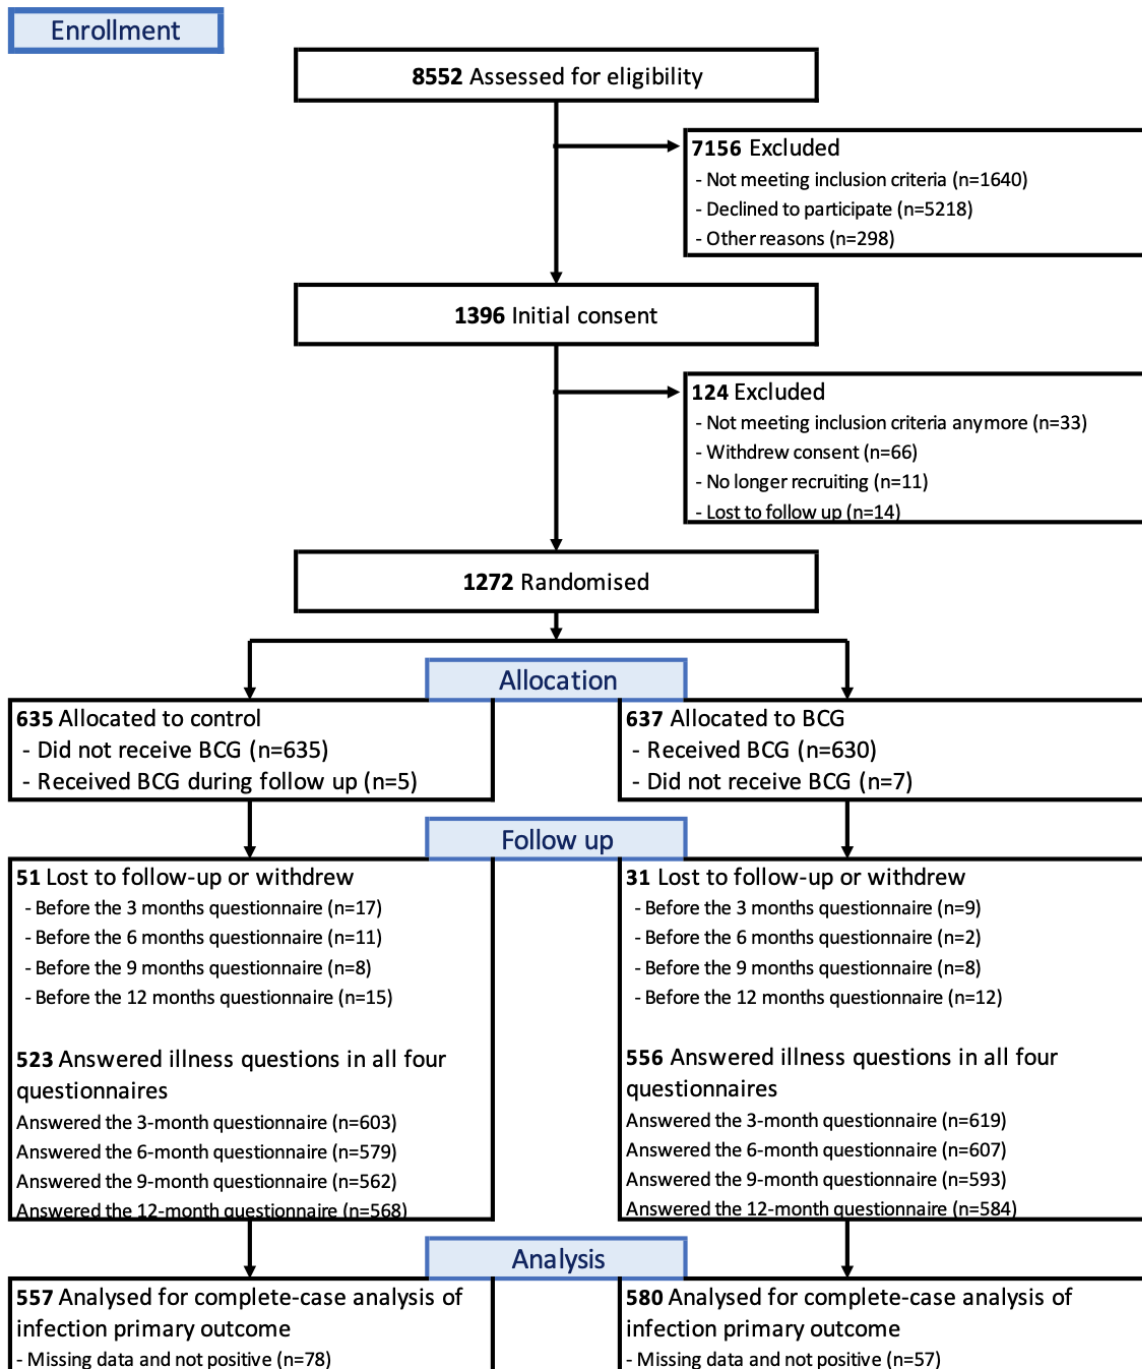 Enrollment
8552 Assessed for eligibility
7156 Excluded
- Not meeting inclusion criteria (n=1640)
- Declined to participate (n=5218)
- Other reasons (n=298)
1396 Initial consent
124 Excluded
- Not meeting inclusion criteria anymore (n=33)
- Withdrew consent (n=66)
- No longer recruiting (n=11)
- Lost to follow up (n=14)
1272 Randomised
Allocation
635 Allocated to control
- Did not receive BCG (n=635)
- Received BCG during follow up (n=5)
637 Allocated to BCG
- Received BCG (n=630)
- Did not receive BCG (n=7)
Follow up
51 Lost to follow-up or withdrew
- Before the 3 months questionnaire (n=17)
- Before the 6 months questionnaire (n=11)
- Before the 9 months questionnaire (n=8)
- Before the 12 months questionnaire (n=15)
523 Answered illness questions in all four
questionnaires
Answered the 3-month questionnaire (n=603)
Answered the 6-month questionnaire (n=579)
Answered the 9-month questionnaire (n=562)
Answered the 12-month questionnaire (n=568)
31 Lost to follow-up or withdrew
- Before the 3 months questionnaire (n=9)
- Before the 6 months questionnaire (n=2)
- Before the 9 months questionnaire (n=8)
- Before the 12 months questionnaire (n=12)
556 Answered illness questions in all four
questionnaires
Answered the 3-month questionnaire (n=619)
Answered the 6-month questionnaire (n=607)
Answered the 9-month questionnaire (n=593)
Answered the 12-month questionnaire (n=584)
Analysis
557 Analysed for complete-case analysis of
infection primary outcome
- Missing data and not positive (n=78)
580 Analysed for complete-case analysis of
infection primary outcome
- Missing data and not positive (n=57)